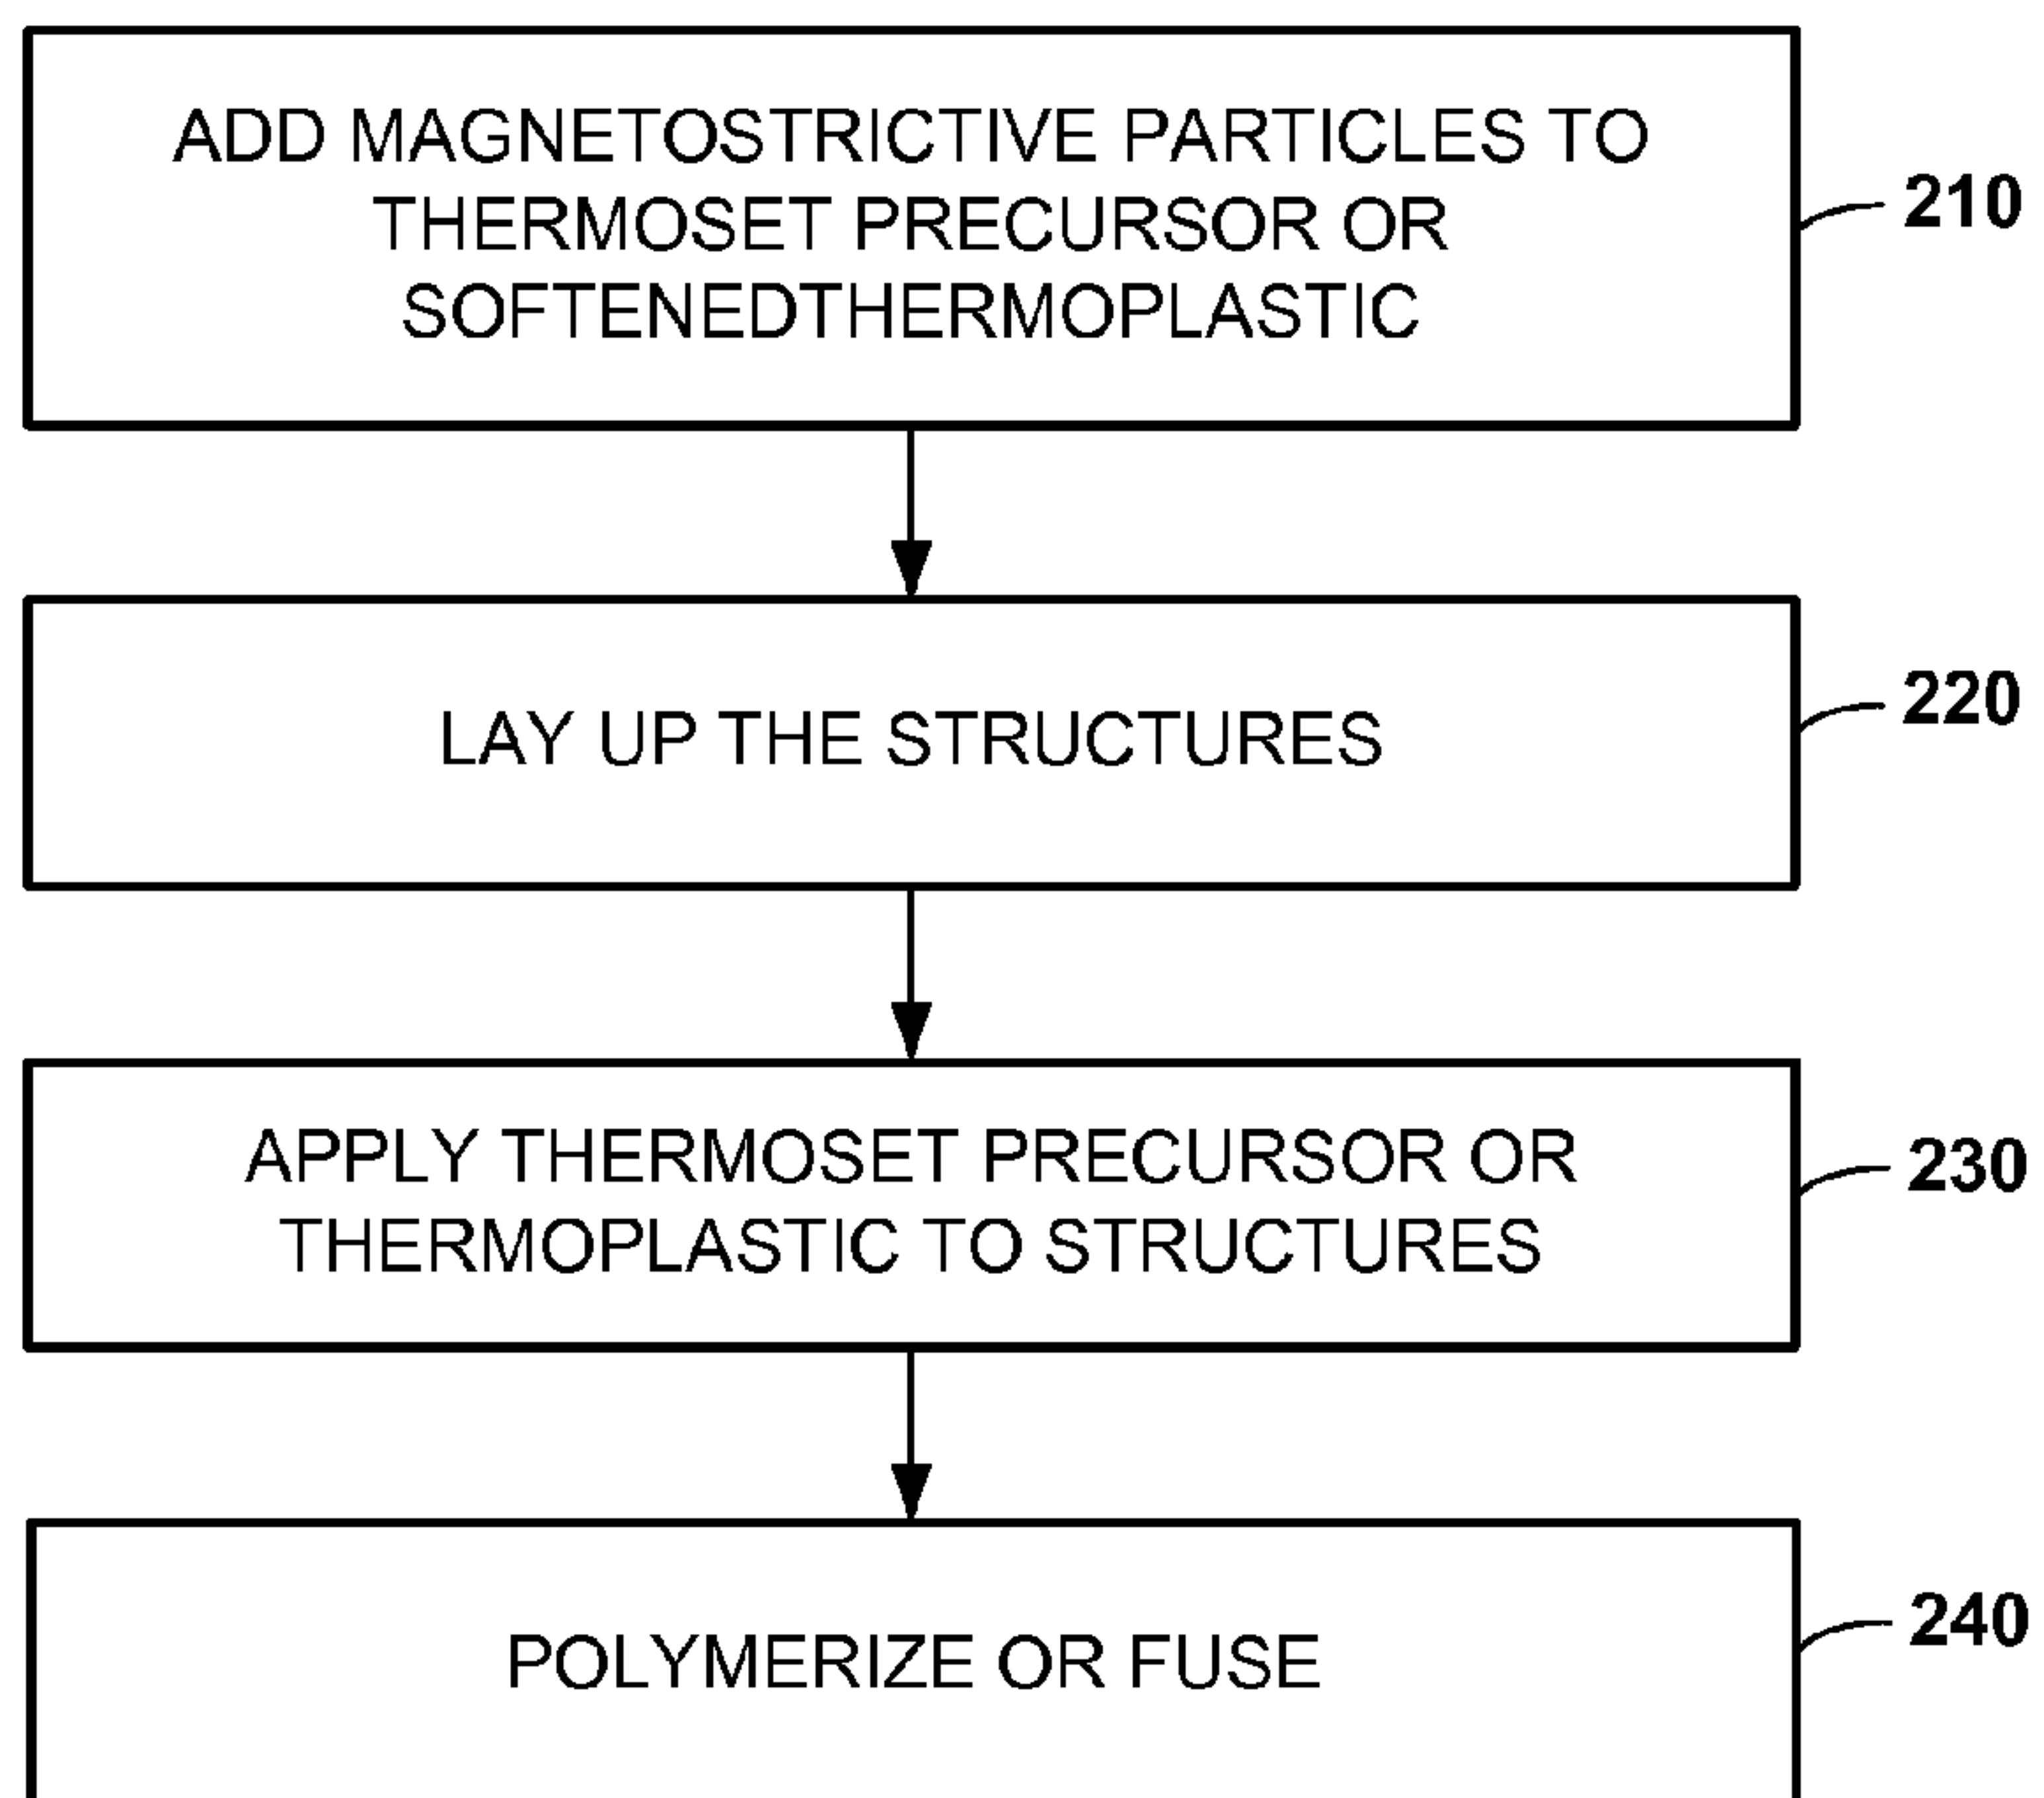 ADD MAGNETOSTRICTIVE PARTICLES TO
THERMOSET PRECURSOR OR
SOFTENEDTHERMOPLASTIC
210
LAY UP THE STRUCTURES
220
APPLY THERMOSET PRECURSOR OR
THERMOPLASTIC TO STRUCTURES
230
POLYMERIZE OR FUSE
240